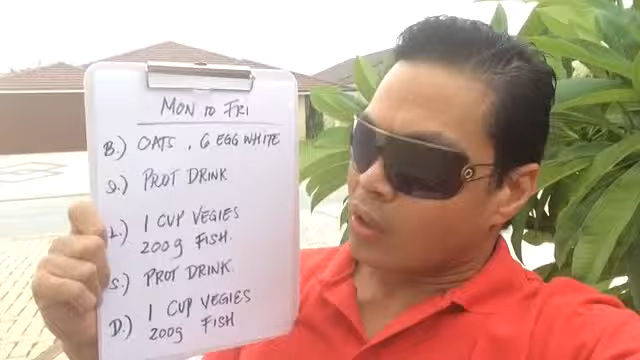 MON to FRI
B.) OATS , 6 EGG WHITE
S.) PROT DRINK
L.) 1 CUP VEGIES
200g FISH.
S.) PROT DRINK.
D.) 1 CUP VEGIES
200g FISH